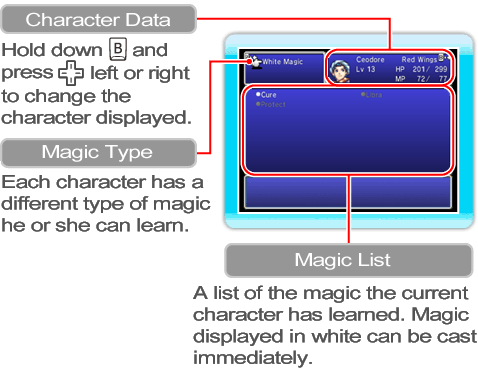 Character Data
Hold down B and
press left or right
to change the
character displayed.
Magic Type
Each character has a
different type of magic
he or she can learn.
White Magic
Ceodore Red Wings
Lv 13 HP 201/ 299
MP 72/ 77
Cure Libra
Protect
Magic List
A list of the magic the current
character has learned. Magic
displayed in white can be cast
immediately.